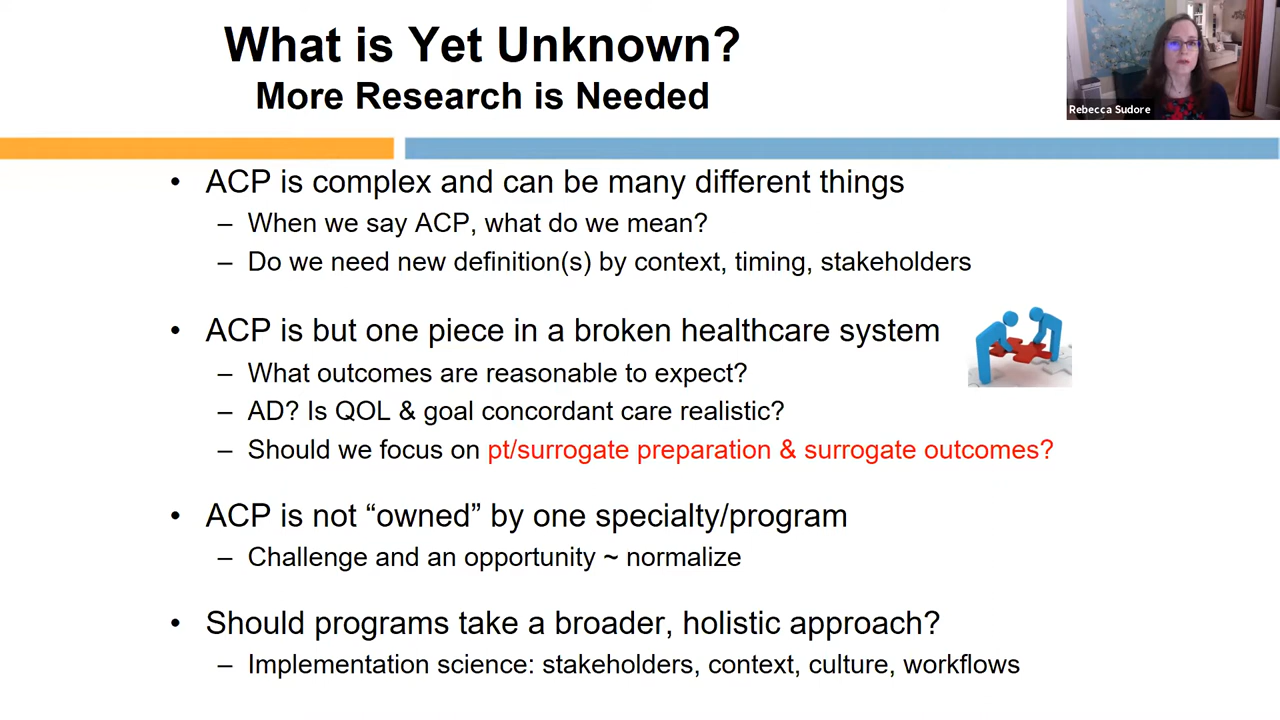 What is Yet Unknown?
More Research is Needed
Rebecca Sudore
• ACP is complex and can be many different things
– When we say ACP, what do we mean?
– Do we need new definition(s) by context, timing, stakeholders
• ACP is but one piece in a broken healthcare system
– What outcomes are reasonable to expect?
– AD? Is QOL & goal concordant care realistic?
– Should we focus on pt/surrogate preparation & surrogate outcomes?
• ACP is not “owned” by one specialty/program
– Challenge and an opportunity ~ normalize
• Should programs take a broader, holistic approach?
– Implementation science: stakeholders, context, culture, workflows